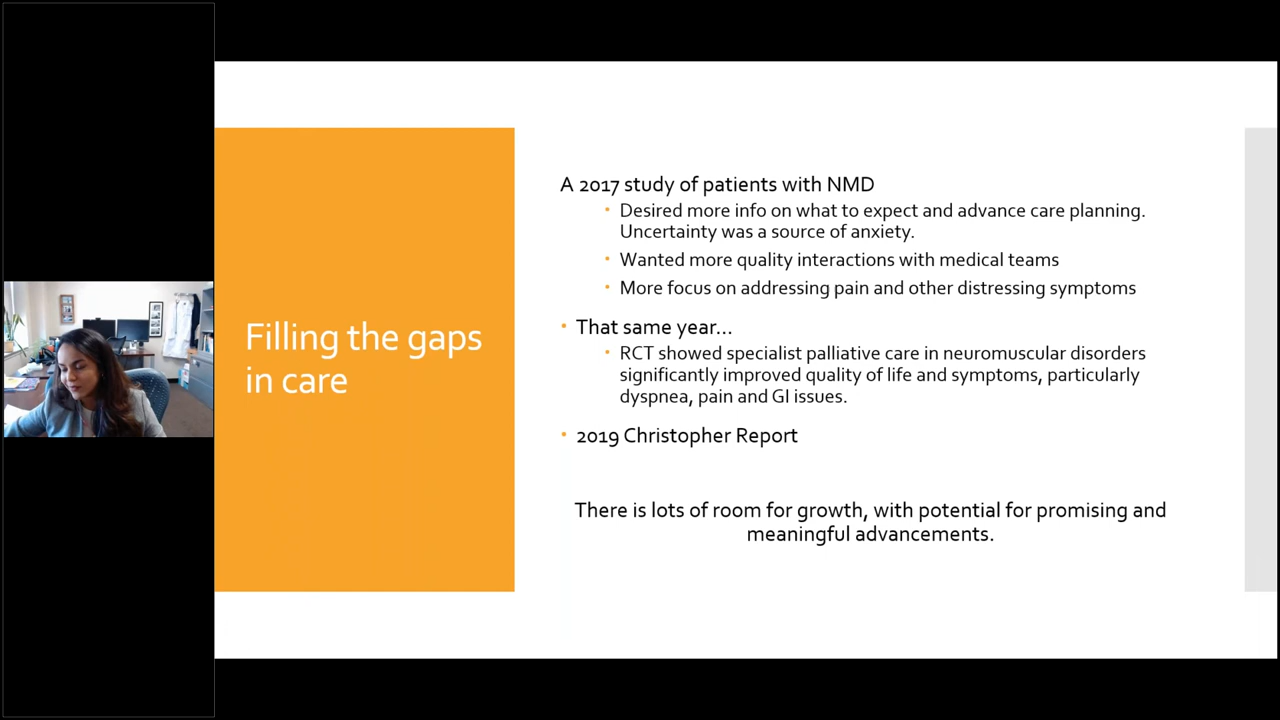 Filling the gaps
in care
A 2017 study of patients with NMD
• Desired more info on what to expect and advance care planning.
Uncertainty was a source of anxiety.
• Wanted more quality interactions with medical teams
• More focus on addressing pain and other distressing symptoms
• That same year...
• RCT showed specialist palliative care in neuromuscular disorders
significantly improved quality of life and symptoms, particularly
dyspnea, pain and GI issues.
• 2019 Christopher Report
There is lots of room for growth, with potential for promising and
meaningful advancements.